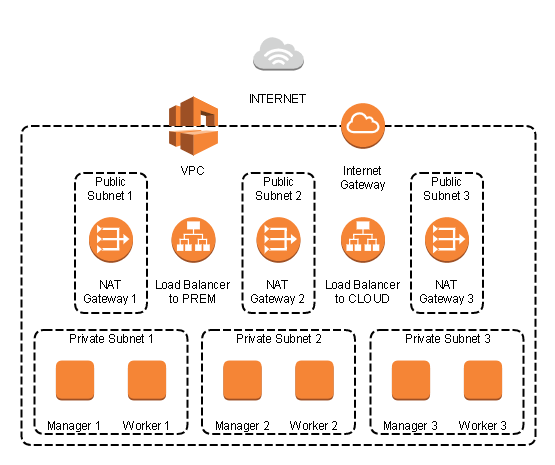 INTERNET
VPC
Internet
Gateway
Public
Subnet 1
Public
Subnet 2
Public
Subnet 3
NAT
Gateway 1
Load Balancer
to PREM
NAT
Gateway 2
Load Balancer
to CLOUD
NAT
Gateway 3
Private Subnet 1
Private Subnet 2
Private Subnet 3
Manager 1
Worker 1
Manager 2
Worker 2
Manager 3
Worker 3